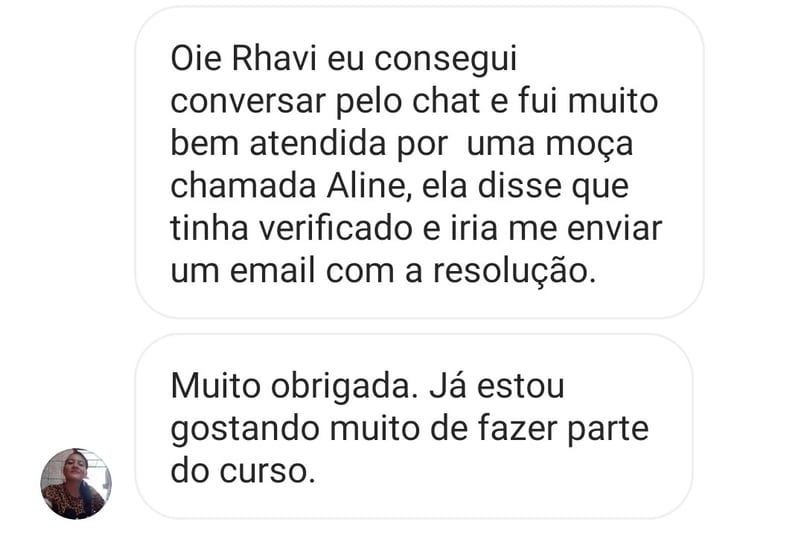 Oie Rhavi eu consegui
conversar pelo chat e fui muito
bem atendida por  uma moça
chamada Aline, ela disse que
tinha verificado e iria me enviar
um email com a resolução.
Muito obrigada. Já estou
gostando muito de fazer parte
do curso.